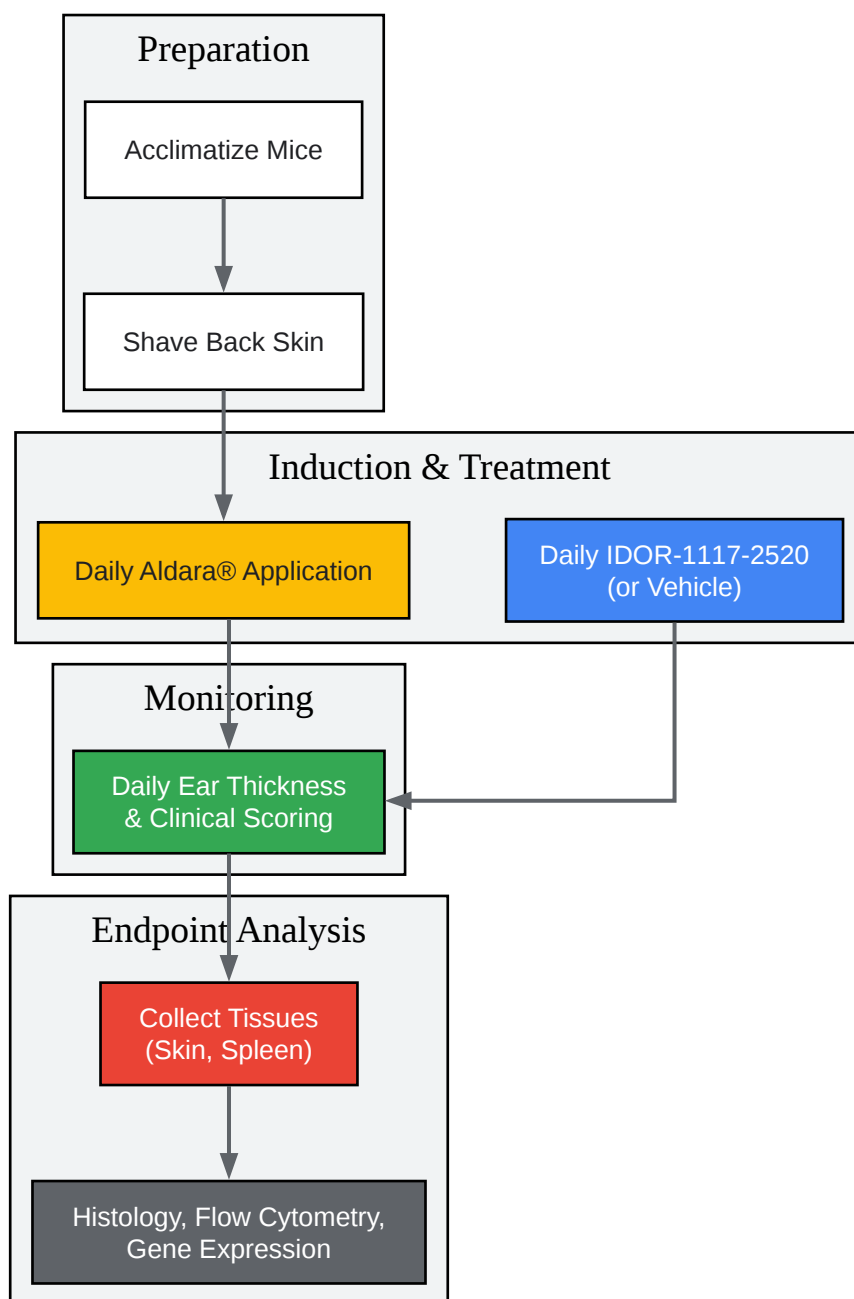 Preparation
Acclimatize Mice
Shave Back Skin
Induction & Treatment
Daily Aldara® Application
Daily IDOR-1117-2520
(or Vehicle)
Monitoring
Daily Ear Thickness
& Clinical Scoring
Endpoint Analysis
Collect Tissues
(Skin, Spleen)
Histology, Flow Cytometry,
Gene Expression